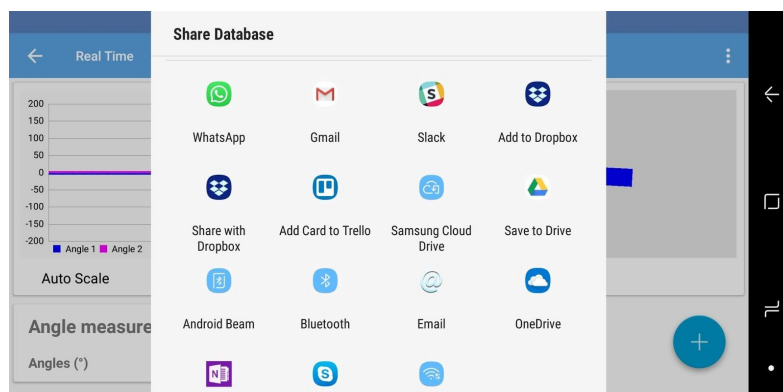 Share Database
Real Time
200
150
100
50
0
-50
-100
-150
-200
Angle 1 Angle 2
Auto Scale
Angle measure
Angles (°)
WhatsApp
Gmail
Slack
Add to Dropbox
Share with
Dropbox
Add Card to Trello
Samsung Cloud
Drive
Save to Drive
Android Beam
Bluetooth
Email
OneDrive